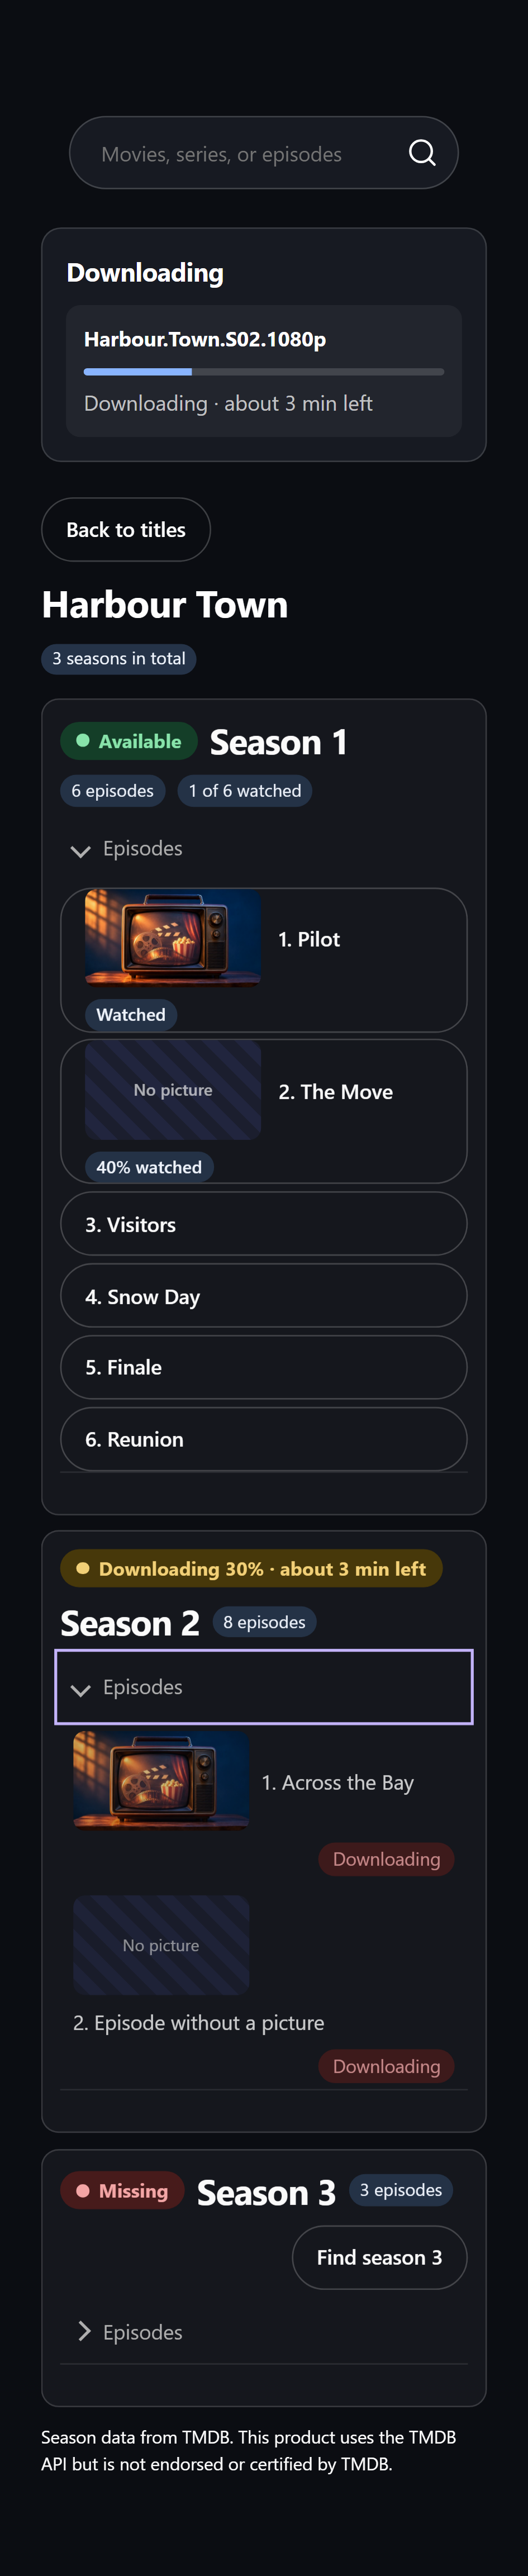 Movies, series, or episodes
Downloading
Harbour.Town.S02.1080p
Downloading · about 3 min left
Back to titles
Harbour Town
3 seasons in total
Available Season 1
6 episodes 1 of 6 watched
Episodes
1. Pilot
Watched
No picture
2. The Move
40% watched
3. Visitors
4. Snow Day
5. Finale
6. Reunion
Downloading 30% · about 3 min left
Season 2 8 episodes
Episodes
1. Across the Bay
Downloading
No picture
2. Episode without a picture
Downloading
Missing Season 3 3 episodes
Find season 3
Episodes
Season data from TMDB. This product uses the TMDB
API but is not endorsed or certified by TMDB.